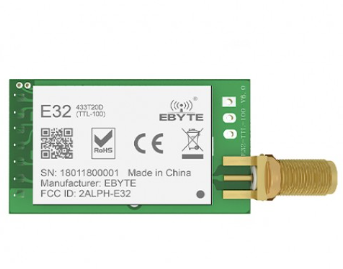 E32 433T20D
(TTL-100)
EBYTE
RoHS
CE
SN: 18011800001
Manufacturer: EBYTE
Made in China
FCC ID: 2ALPH-E32